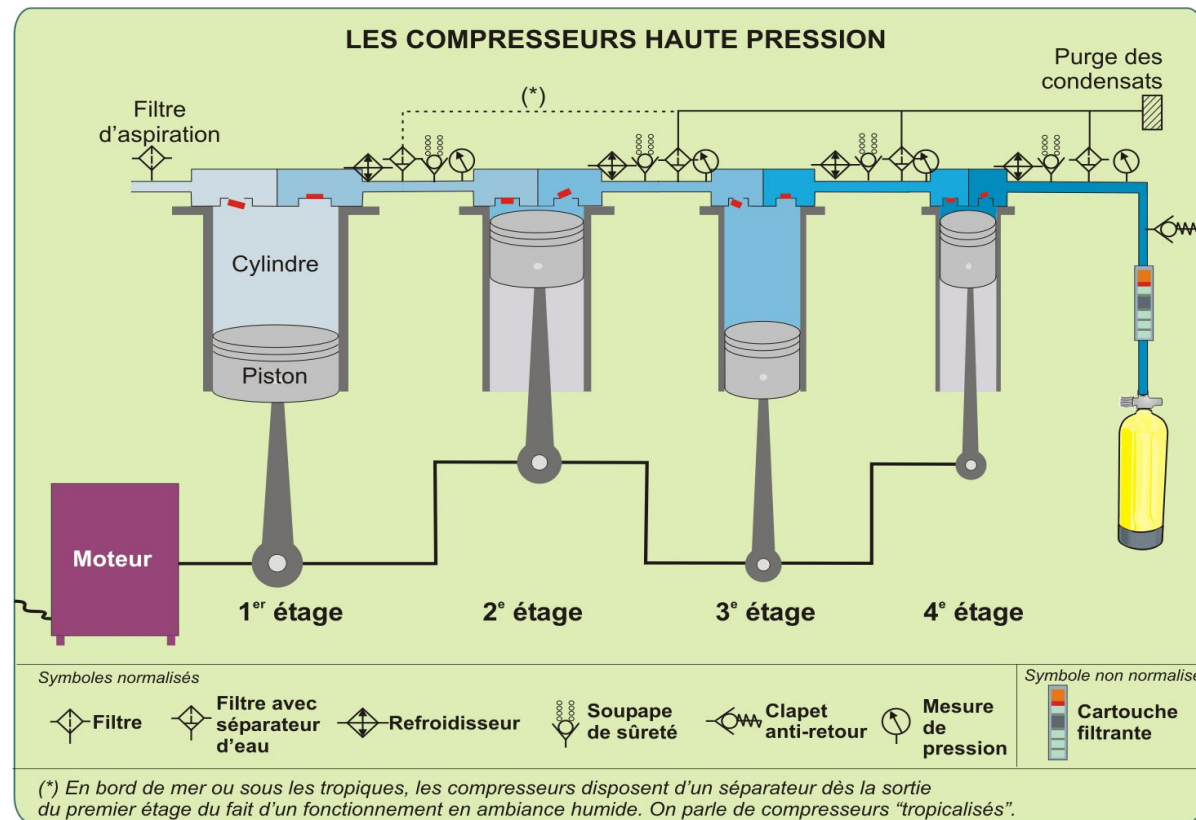 LES COMPRESSEURS HAUTE PRESSION
Purge des
condensats
(*)
Filtre
d'aspiration
Cylindre
Piston
Moteur
1er étage
2e étage
3e étage
4e étage
Symboles normalisés
Symbole non normalisé
Filtre
Filtre avec
séparateur
d'eau
Refroidisseur
Soupape
de sûreté
Clapet
anti-retour
Mesure
de
pression
Cartouche
filtrante
(*) En bord de mer ou sous les tropiques, les compresseurs disposent d'un séparateur dès la sortie
du premier étage du fait d'un fonctionnement en ambiance humide. On parle de compresseurs “tropicalisés”.